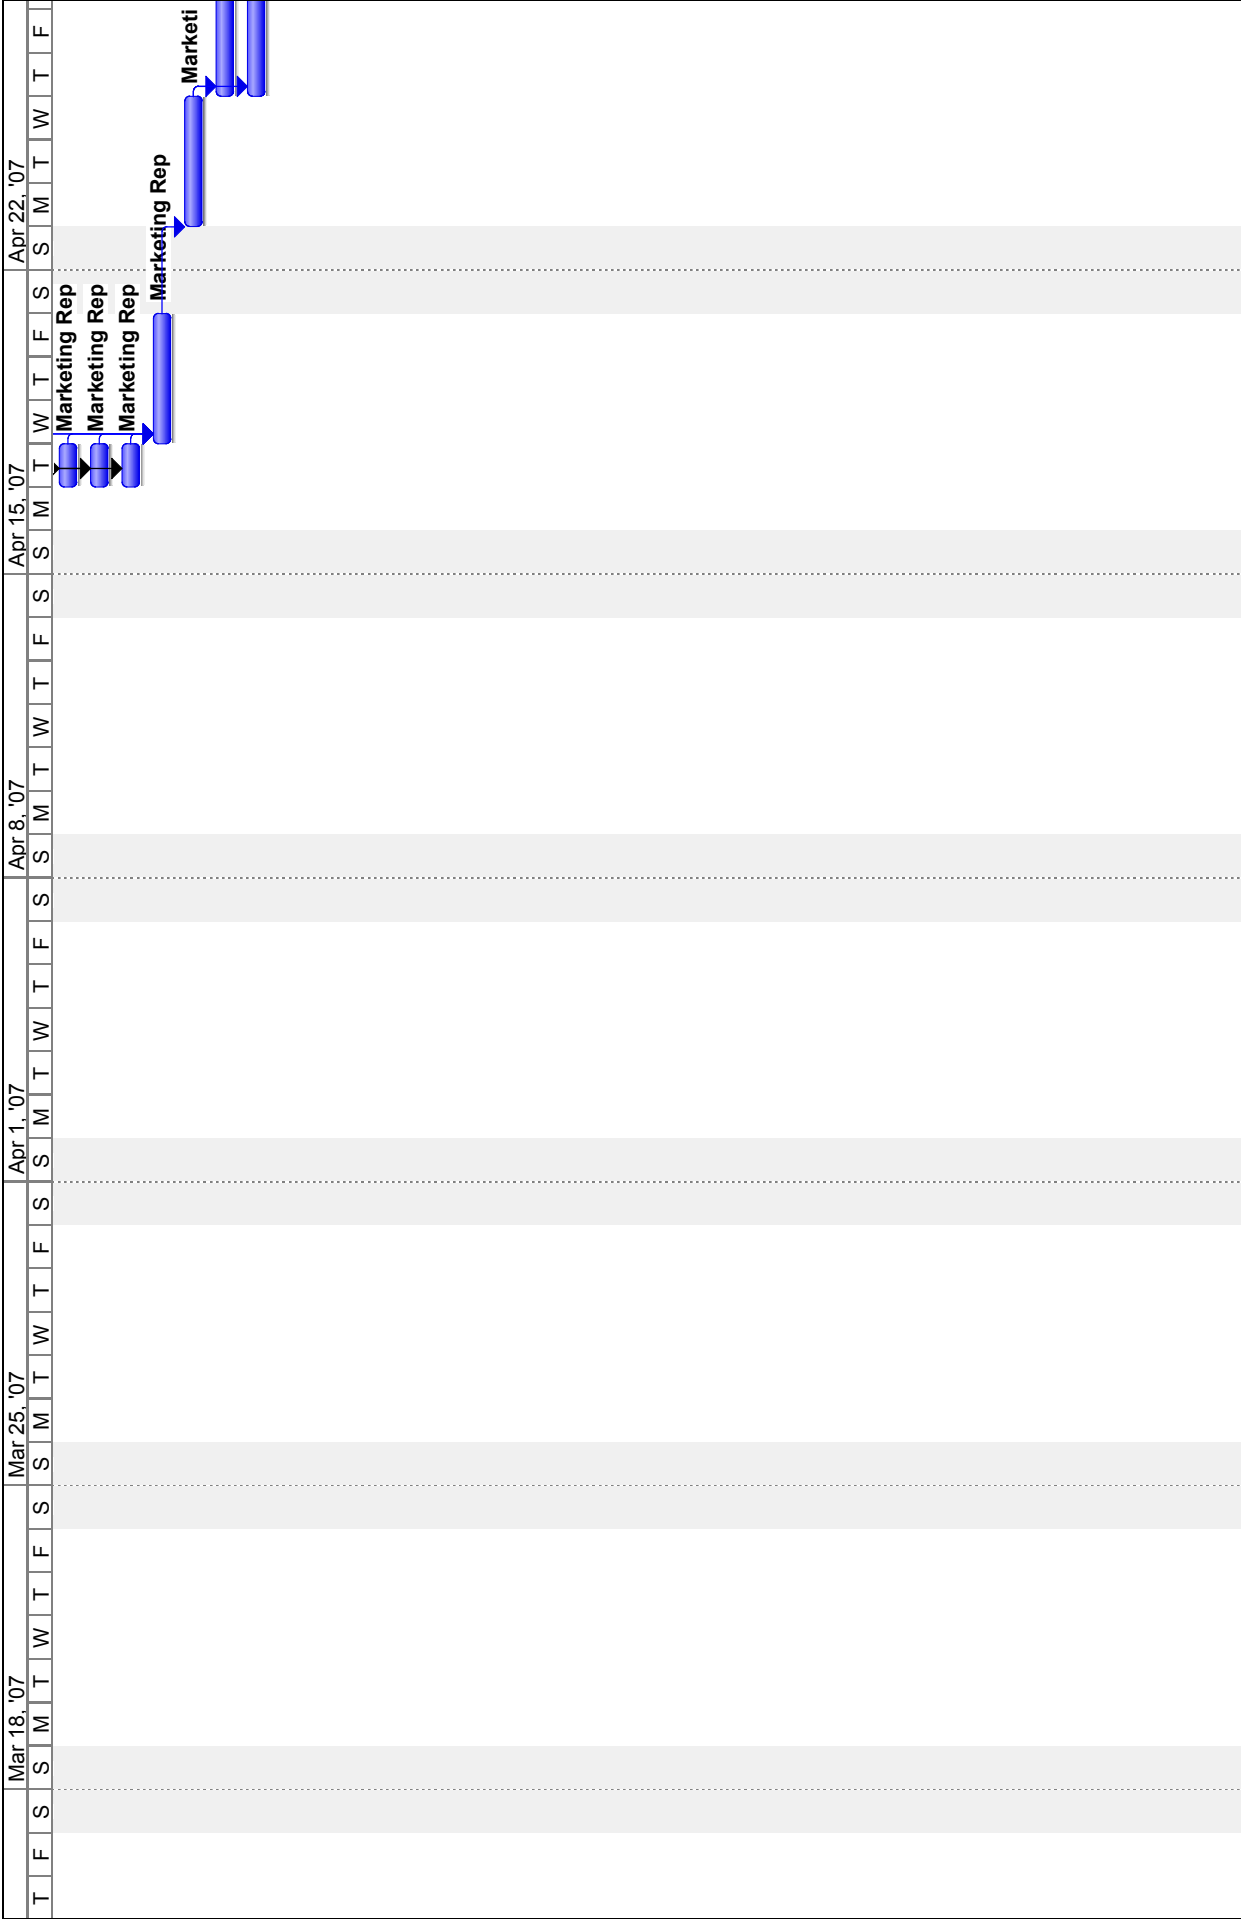 Mar 18, '07 Mar 25, '07 Apr 1, '07 Apr 8, '07 Apr 15, '07 Apr 22, '07
T F S S M T W T F S S M T W T F S S M T W T F S S M T W T F S S M T W T F S S M T W T F
Marketing Rep
Marketing Rep
Marketing Rep
Marketing Rep
Marketi